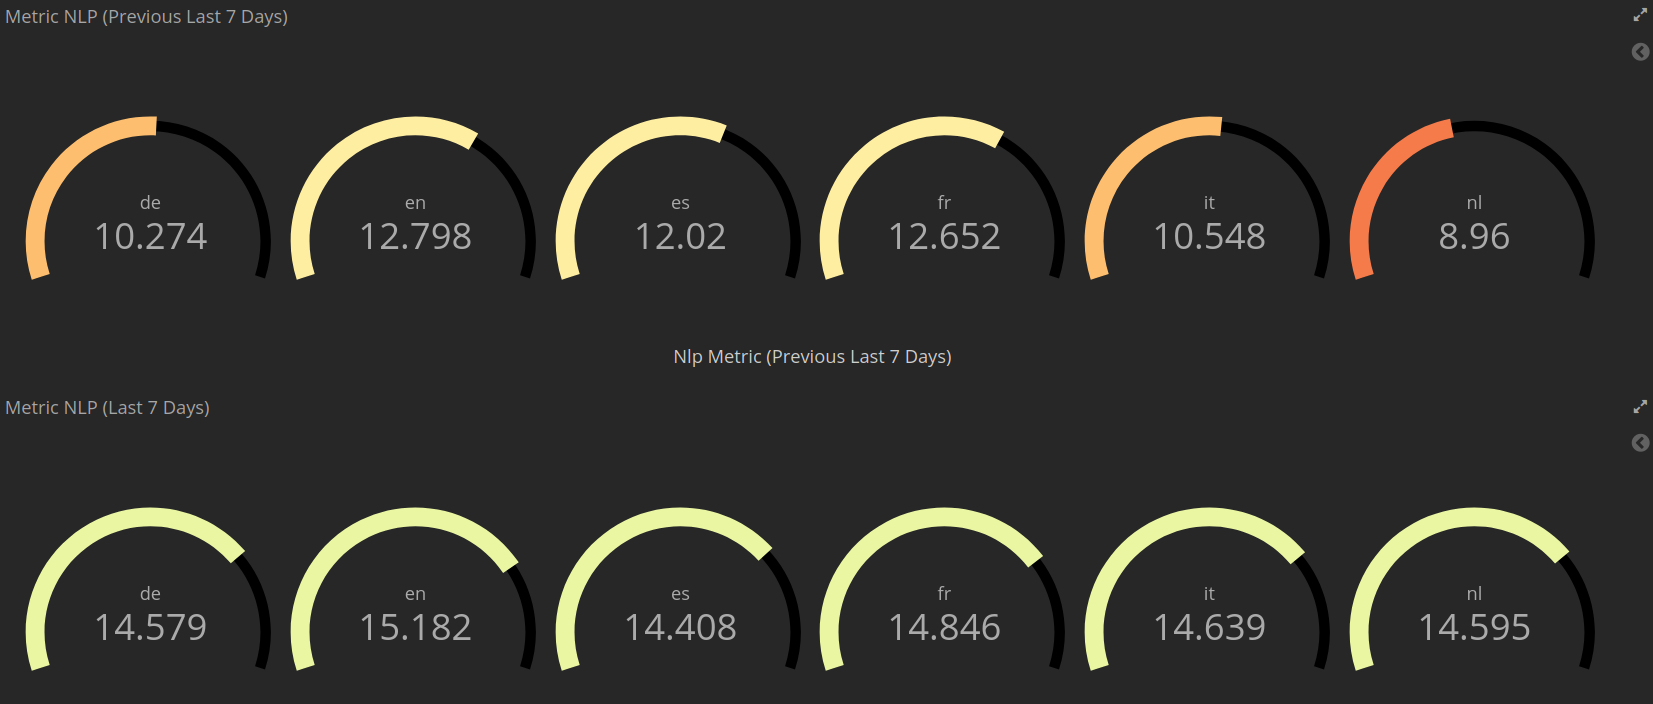 Metric NLP (Previous Last 7 Days)
de en es fr it nl
10.274 12.798 12.02 12.652 10.548 8.96
Nlp Metric (Previous Last 7 Days)
Metric NLP (Last 7 Days)
de en es fr it nl
14.579 15.182 14.408 14.846 14.639 14.595